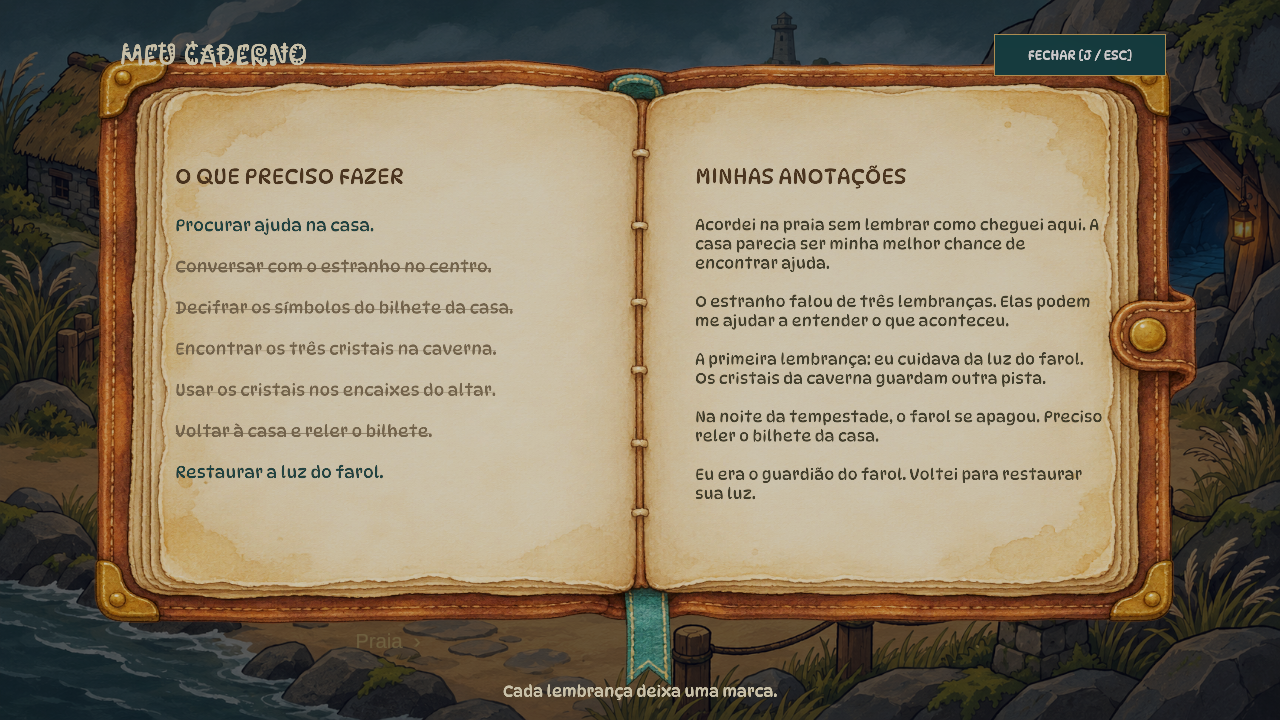 MEU CADERNO
FECHAR (J / ESC)
O QUE PRECISO FAZER
Procurar ajuda na casa.
Conversar com o estranho no centro.
Decifrar os símbolos do bilhete da casa.
Encontrar os três cristais na caverna.
Usar os cristais nos encaixes do altar.
Voltar à casa e reler o bilhete.
Restaurar a luz do farol.
MINHAS ANOTAÇÕES
Acordei na praia sem lembrar como cheguei aqui. A
casa parecia ser minha melhor chance de
encontrar ajuda.
O estranho falou de três lembranças. Elas podem
me ajudar a entender o que aconteceu.
A primeira lembrança: eu cuidava da luz do farol.
Os cristais da caverna guardam outra pista.
Na noite da tempestade, o farol se apagou. Preciso
reler o bilhete da casa.
Eu era o guardião do farol. Voltei para restaurar
sua luz.
Praia ›
Cada lembrança deixa uma marca.